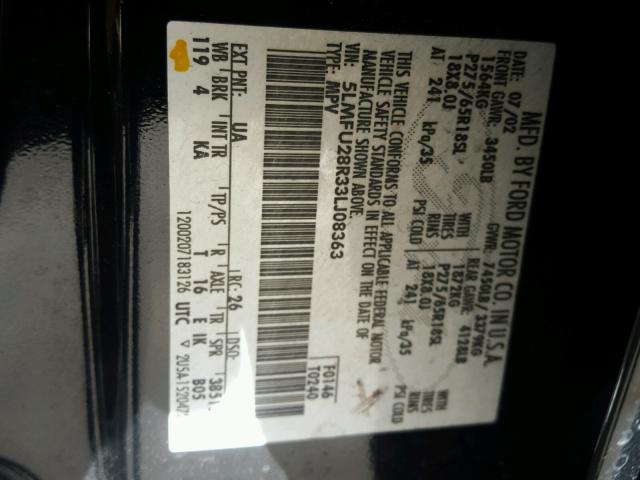 MFD. BY FORD MOTOR CO. IN U.S.A.
DATE: 07/02 GVWR: 7450LB/ 3379KG
FRONT GAWR: 3450LB REAR GAWR: 4128LB
1564KG 1872KG
P275/65R18SL TIRES P275/65R18SL TIRES
18X8.0J RIMS 18X8.0J RIMS
AT 241 kPa/35 PSI COLD AT 241 kPa/35 PSI COLD
THIS VEHICLE CONFORMS TO ALL APPLICABLE FEDERAL MOTOR
VEHICLE SAFETY STANDARDS IN EFFECT ON THE DATE OF
MANUFACTURE SHOWN ABOVE.
VIN: 5LMFU28R33LJ08363
TYPE: MPV
F0146
T0240
EXT PNT: UA RC: 26 DSO:
WB BRK INT TR TP/PS R AXLE TR SPR
119 4 KA T 16 E IK B05
1200207183126 UTC